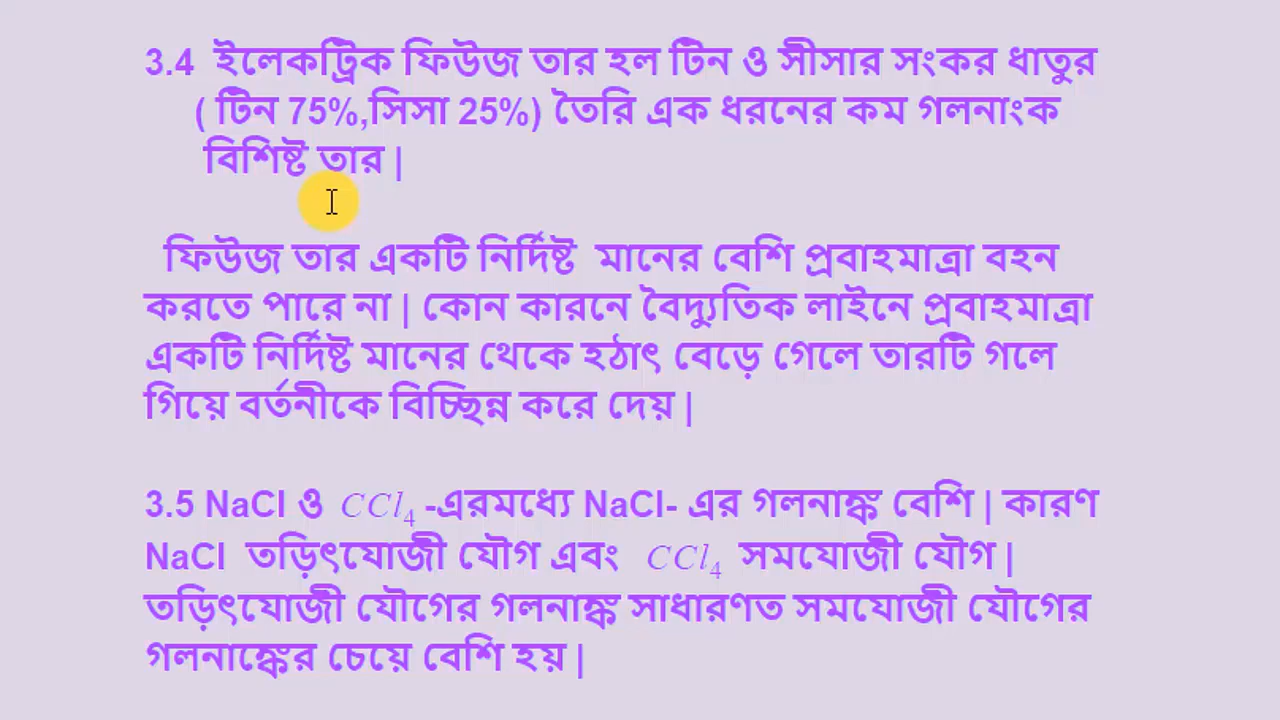 3.4 ইলেকট্রিক ফিউজ তার হল টিন ও সীসার সংকর ধাতুর
( টিন 75%,সিসা 25%) তৈরি এক ধরনের কম গলনাংক
বিশিষ্ট তার |
ফিউজ তার একটি নির্দিষ্ট মানের বেশি প্রবাহমাত্রা বহন
করতে পারে না | কোন কারনে বৈদ্যুতিক লাইনে প্রবাহমাত্রা
একটি নির্দিষ্ট মানের থেকে হঠাৎ বেড়ে গেলে তারটি গলে
গিয়ে বর্তনীকে বিচ্ছিন্ন করে দেয় |
3.5 NaCl ও CCl₄ -এরমধ্যে NaCl- এর গলনাঙ্ক বেশি | কারণ
NaCl তড়িৎযোজী যৌগ এবং CCl₄ সমযোজী যৌগ |
তড়িৎযোজী যৌগের গলনাঙ্ক সাধারণত সমযোজী যৌগের
গলনাঙ্কের চেয়ে বেশি হয় |